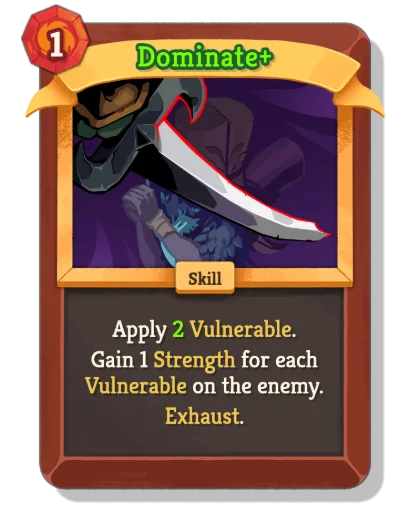 1
Dominate+
Skill
Apply 2 Vulnerable.
Gain 1 Strength for each
Vulnerable on the enemy.
Exhaust.